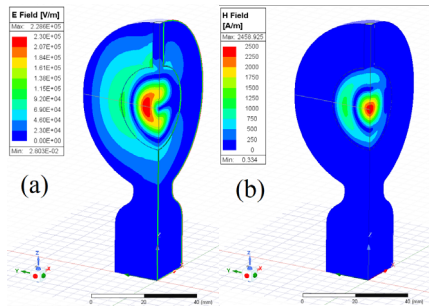 E Field [V/m]
Max: 2.286E+05
2.30E+05
2.07E+05
1.84E+05
1.61E+05
1.38E+05
1.15E+05
9.20E+04
6.90E+04
4.60E+04
2.30E+04
0.00E+00
Min: 2.803E-02
(a)
Z
Y
X
0
20
40 (mm)
H Field
[A/m]
Max: 2458.925
2500
2250
2000
1750
1500
1250
1000
750
500
250
0
Min: 0.334
(b)
Z
Y
X
0
20
40 (mm)